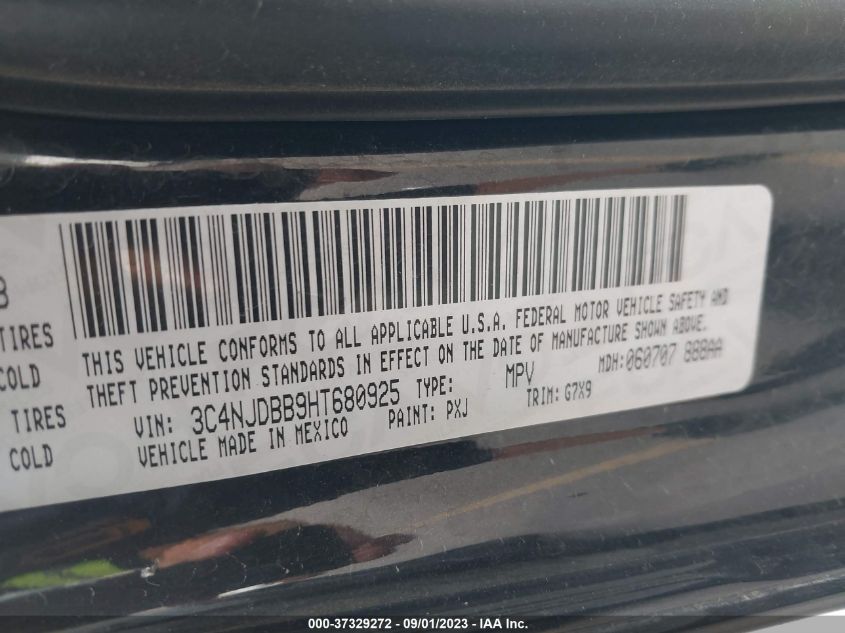 B
TIRES
COLD
TIRES
COLD
THIS VEHICLE CONFORMS TO ALL APPLICABLE U.S.A. FEDERAL MOTOR VEHICLE SAFETY AND
THEFT PREVENTION STANDARDS IN EFFECT ON THE DATE OF MANUFACTURE SHOWN ABOVE.
VIN: 3C4NJDBB9HT680925 TYPE: MPV MDH:060707 888AA
VEHICLE MADE IN MEXICO PAINT: PXJ TRIM: G7X9
000-37329272 - 09/01/2023 - IAA Inc.